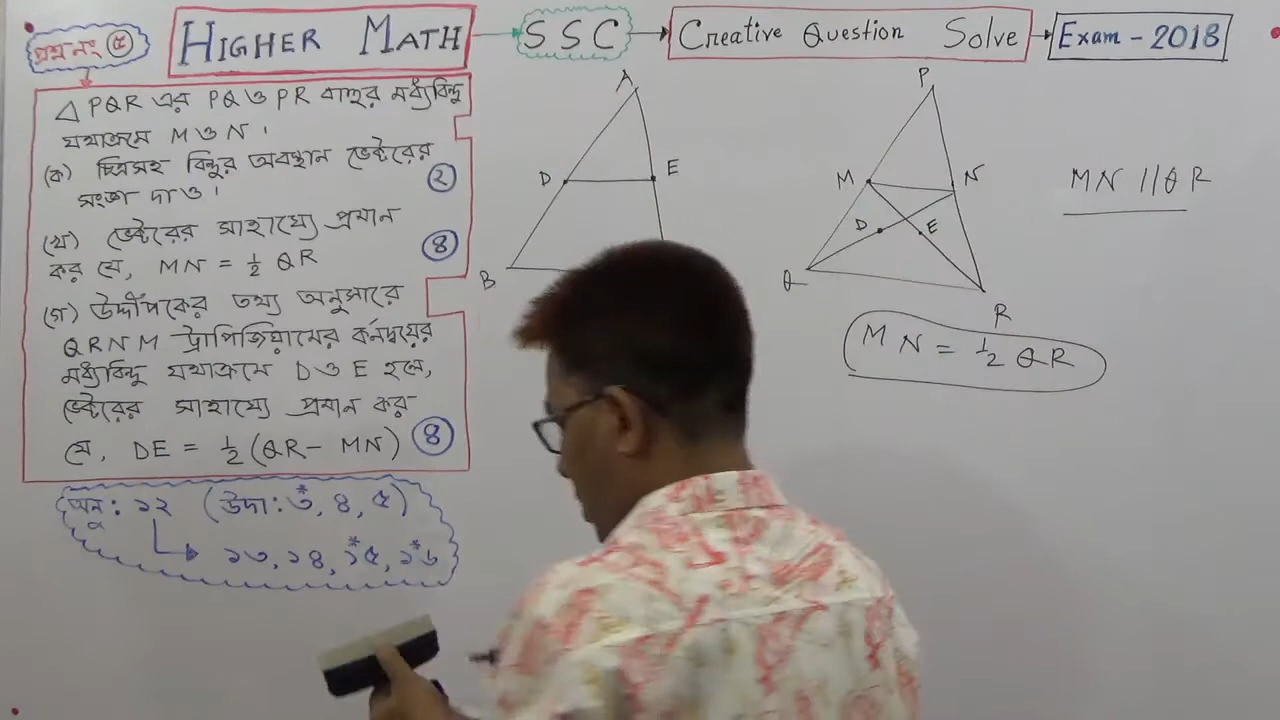 প্রশ্ন নং ৫
HIGHER MATH
SSC
Creative Question Solve
Exam - 2018
△ PQR এর PQ ও PR বাহুর মধ্যবিন্দু
যথাক্রমে M ও N ।
(ক) চিত্রসহ বিন্দুর অবস্থান ভেক্টরের
সংজ্ঞা দাও । ২
(খ) ভেক্টরের সাহায্যে প্রমান
কর যে, MN = ½ QR ৪
(গ) উদ্দীপকের তথ্য অনুসারে
QRNM ট্রাপিজিয়ামের কর্নদ্বয়ের
মধ্যবিন্দু যথাক্রমে D ও E হলে,
ভেক্টরের সাহায্যে প্রমান কর
যে, DE = ½ (QR - MN) ৪
অনু: ১২ (উদা: ৩*, ৪, ৫)
১৩, ১৪, ১৫*, ১৬*
A
D E
B
P
M N
D E
Q
R
MN // QR
MN = ½ QR